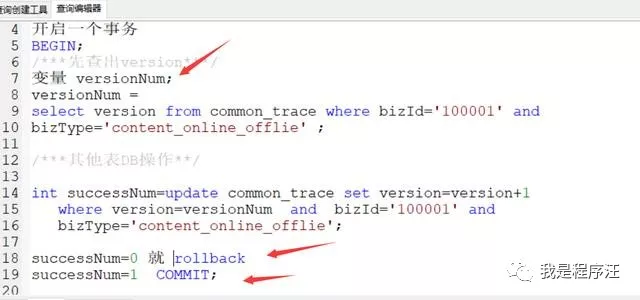 查询创建工具 查询编辑器
4 开启一个事务
5 BEGIN;
6 /***先查出version**/
7 变量 versionNum;
8 versionNum =
9 select version from common_trace where bizId='100001' and
10 bizType='content_online_offlie' ;
11
12 /***其他表DB操作**/
13
14 int successNum=update common_trace set version=version+1
15 where version=versionNum and bizId='100001' and
16 bizType='content_online_offlie';
17
18 successNum=0 就 rollback
19 successNum=1 COMMIT;
20
我是程序汪